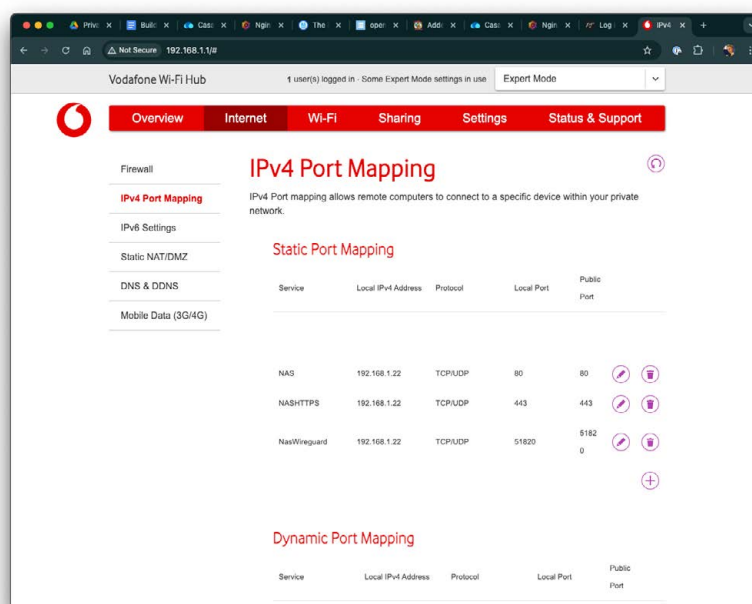 Priva
Build
Casa
Ngin
The
oper
Add
Cas
Ngin
Log
IPv4
Not Secure 192.168.1.1/#
Vodafone Wi-Fi Hub
1 user(s) logged in - Some Expert Mode settings in use
Expert Mode
Overview Internet Wi-Fi Sharing Settings Status & Support
Firewall
IPv4 Port Mapping
IPv6 Settings
Static NAT/DMZ
DNS & DDNS
Mobile Data (3G/4G)
IPv4 Port Mapping
IPv4 Port mapping allows remote computers to connect to a specific device within your private
network.
Static Port Mapping
Service Local IPv4 Address Protocol Local Port Public Port
NAS 192.168.1.22 TCP/UDP 80 80
NASHTTPS 192.168.1.22 TCP/UDP 443 443
NasWireguard 192.168.1.22 TCP/UDP 51820 5182
0
Dynamic Port Mapping
Service Local IPv4 Address Protocol Local Port Public Port